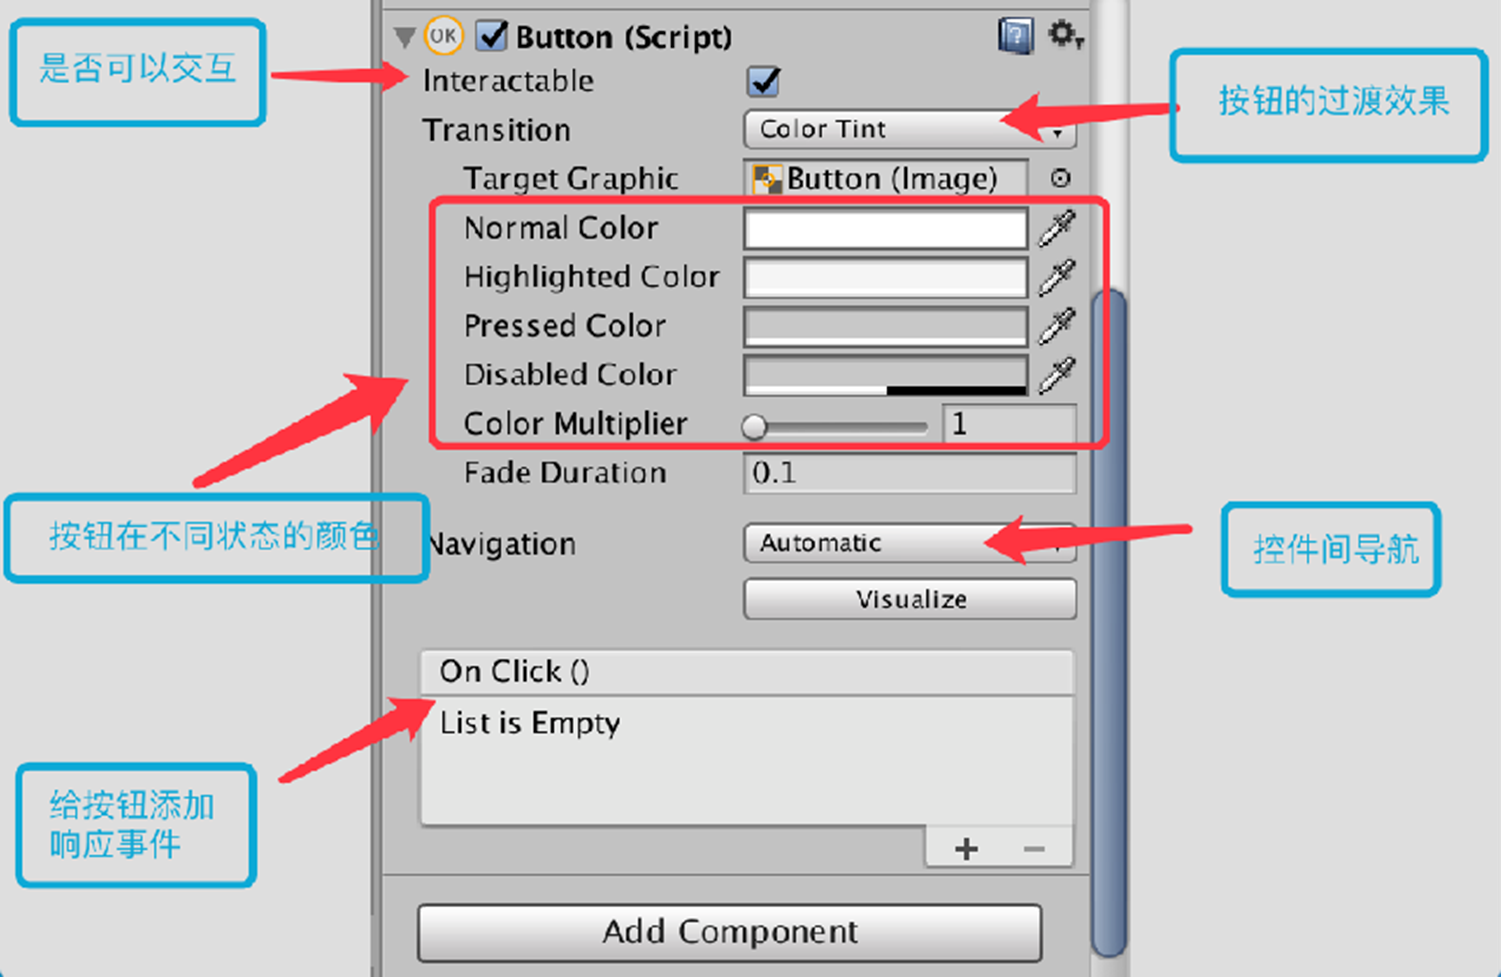 OK Button (Script)
是否可以交互
Interactable
按钮的过渡效果
Transition Color Tint
Target Graphic Button (Image)
Normal Color
Highlighted Color
Pressed Color
Disabled Color
Color Multiplier 1
Fade Duration 0.1
按钮在不同状态的颜色
Navigation Automatic
控件间导航
Visualize
On Click ()
List is Empty
给按钮添加
响应事件
+ −
Add Component